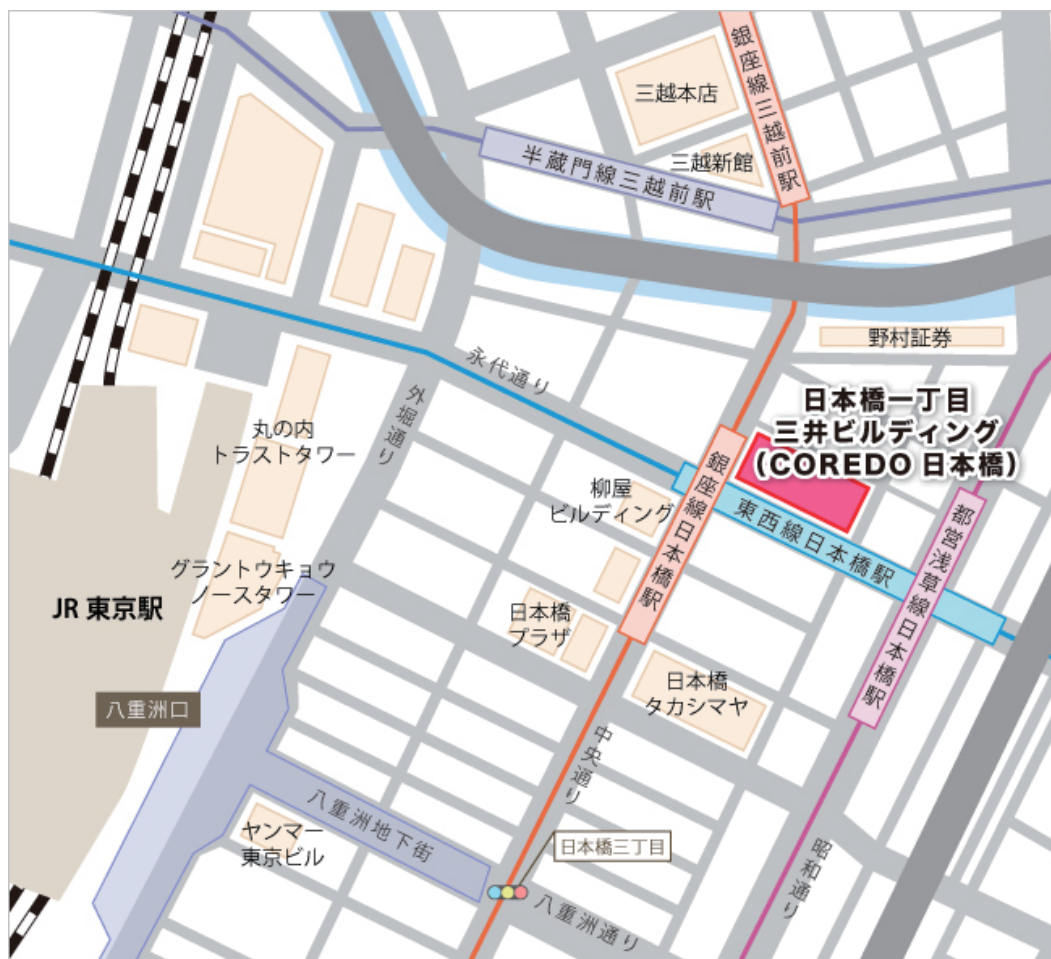 銀座線三越前駅
三越本店
三越新館
半蔵門線三越前駅
野村証券
永代通り
外堀通り
日本橋一丁目
三井ビルディング
(COREDO 日本橋)
丸の内
トラストタワー
銀座線日本橋駅
柳屋
ビルディング
東西線日本橋駅
都営浅草線日本橋駅
グラントウキョウ
ノースタワー
JR 東京駅
日本橋
プラザ
日本橋
タカシマヤ
八重洲口
中央通り
八重洲地下街
ヤンマー
東京ビル
日本橋三丁目
昭和通り
八重洲通り